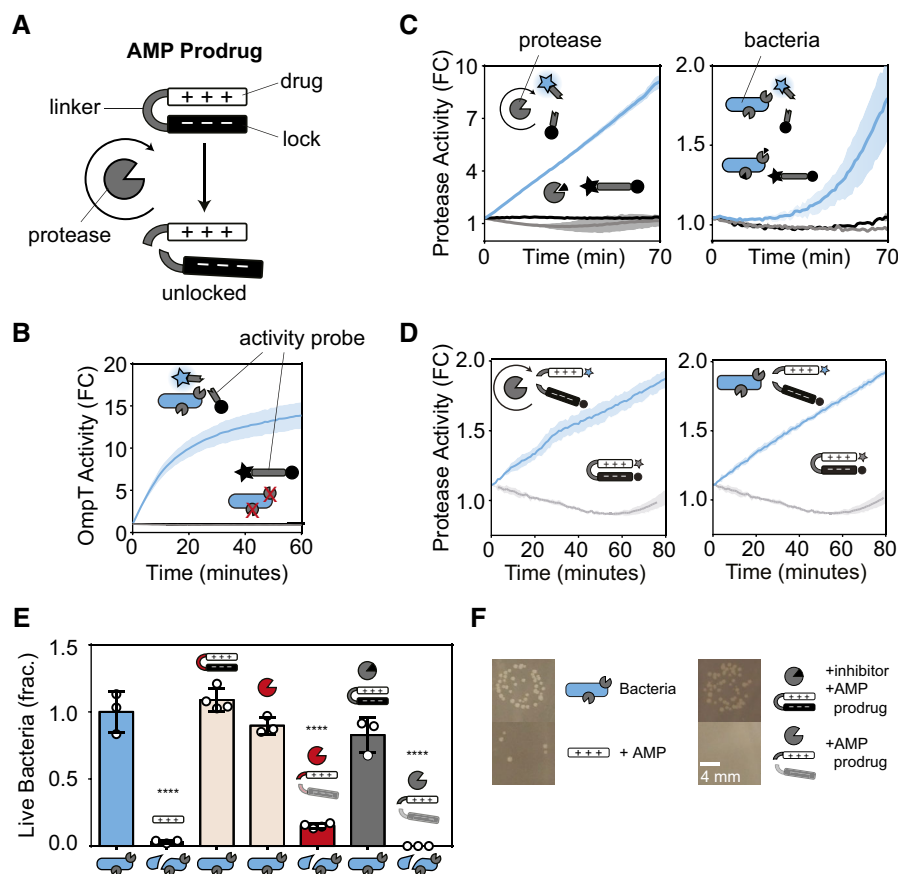 A
AMP Prodrug
drug
linker
+ + +
– – –
lock
protease
+ + +
– – –
unlocked
B
activity probe
OmpT Activity (FC)
20
15
10
5
0
0 20 40 60
Time (minutes)
C
protease
bacteria
Protease Activity (FC)
10
7
4
1
0 70
Time (min)
2.0
1.5
1.0
0 70
Time (min)
D
Protease Activity (FC)
2.0
1.5
1.0
0 20 40 60 80
Time (minutes)
+ + +
– – –
+ + +
– – –
2.0
1.5
1.0
0 20 40 60 80
Time (minutes)
+ + +
– – –
+ + +
– – –
E
Live Bacteria (frac.)
1.5
1.0
0.5
0.0
****
+ + +
+ + +
– – –
****
+ + +
– – –
+ + +
– – –
****
+ + +
– – –
F
Bacteria
+ + + + AMP
4 mm
+inhibitor
+AMP
prodrug
+ + +
– – –
+AMP
prodrug
+ + +
– – –